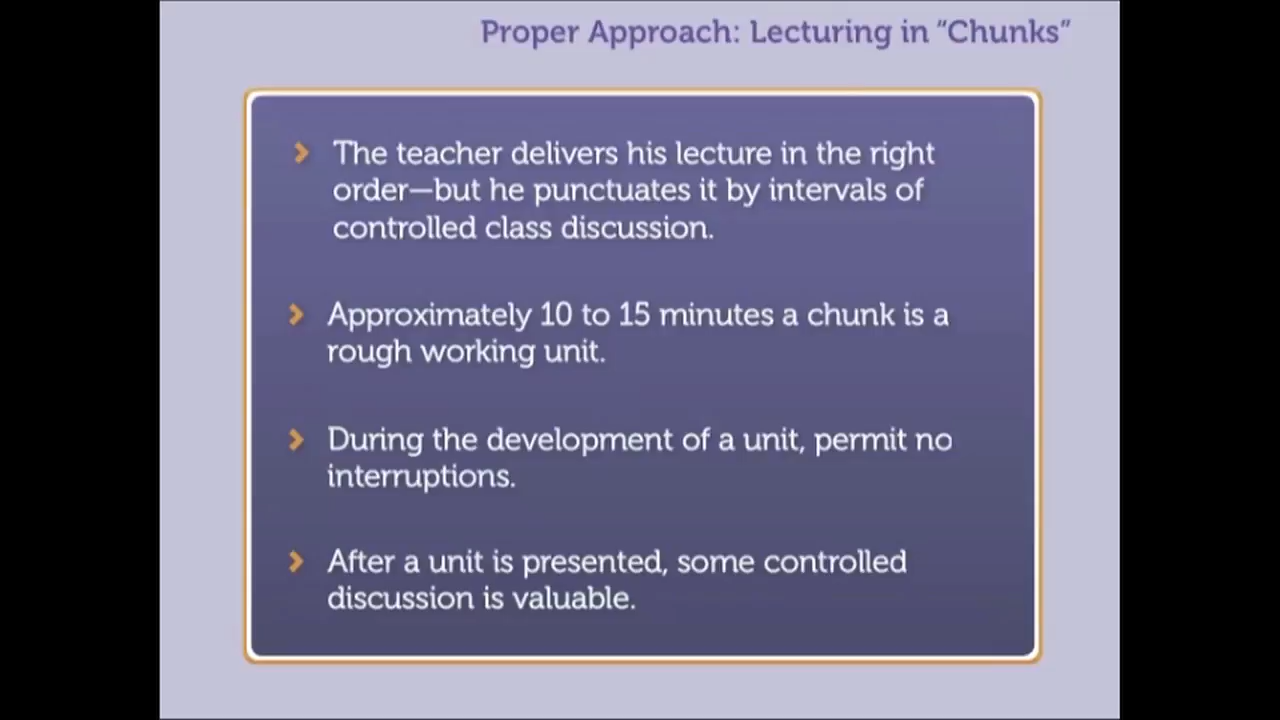 Proper Approach: Lecturing in “Chunks”
The teacher delivers his lecture in the right
order—but he punctuates it by intervals of
controlled class discussion.
Approximately 10 to 15 minutes a chunk is a
rough working unit.
During the development of a unit, permit no
interruptions.
After a unit is presented, some controlled
discussion is valuable.